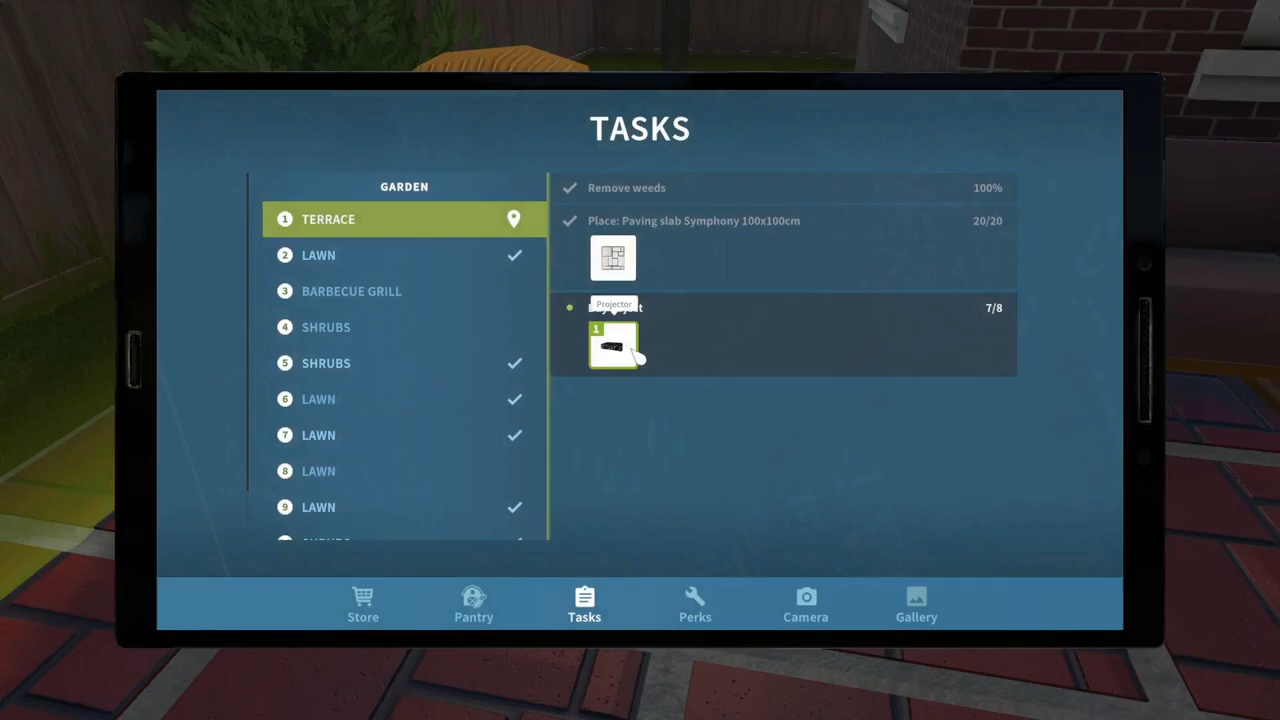 TASKS
GARDEN
1 TERRACE
2 LAWN
3 BARBECUE GRILL
4 SHRUBS
5 SHRUBS
6 LAWN
7 LAWN
8 LAWN
9 LAWN
Remove weeds 100%
Place: Paving slab Symphony 100x100cm 20/20
Projector
7/8
1
Store
Pantry
Tasks
Perks
Camera
Gallery